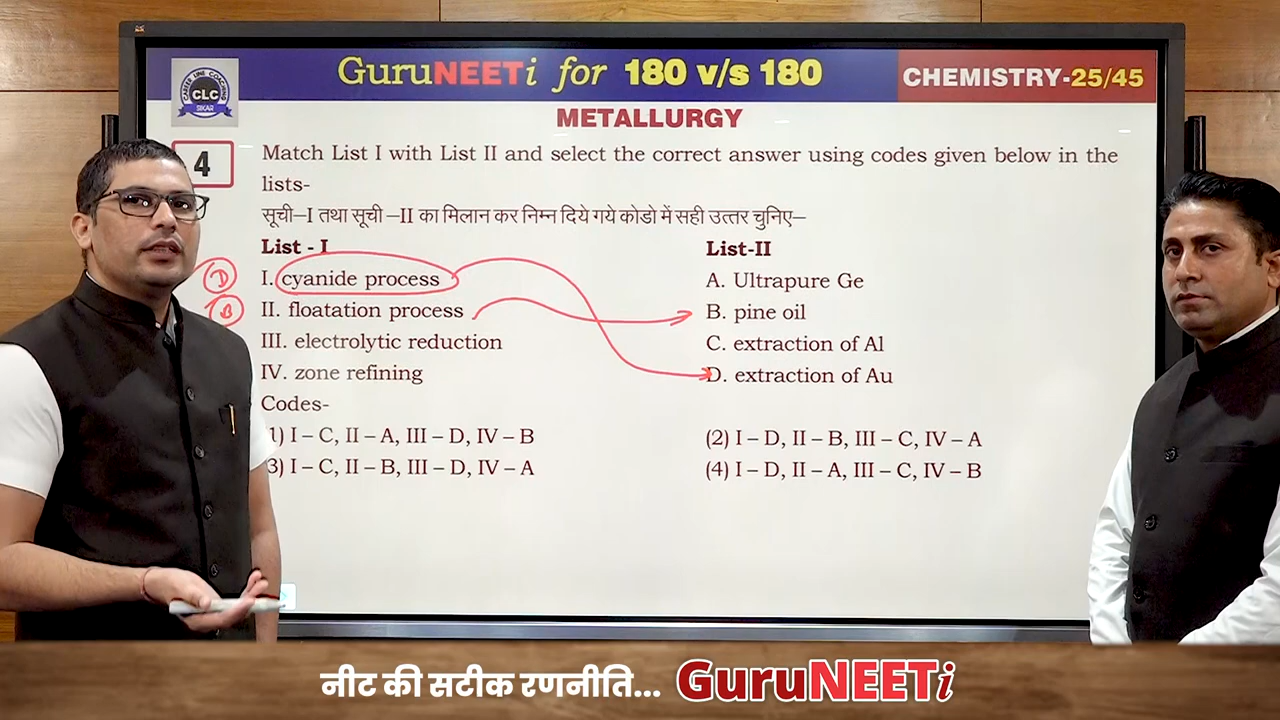 GuruNEETi for 180 v/s 180
CHEMISTRY-25/45
CAREER LINE COACHING
CLC
SIKAR
METALLURGY
4
Match List I with List II and select the correct answer using codes given below in the
lists-
सूची–I तथा सूची –II का मिलान कर निम्न दिये गये कोडो में सही उत्तर चुनिए–
List - I
List-II
D
I. cyanide process
A. Ultrapure Ge
B
II. floatation process
B. pine oil
III. electrolytic reduction
C. extraction of Al
IV. zone refining
D. extraction of Au
Codes-
1) I – C, II – A, III – D, IV – B
(2) I – D, II – B, III – C, IV – A
3) I – C, II – B, III – D, IV – A
(4) I – D, II – A, III – C, IV – B
नीट की सटीक रणनीति... GuruNEETi